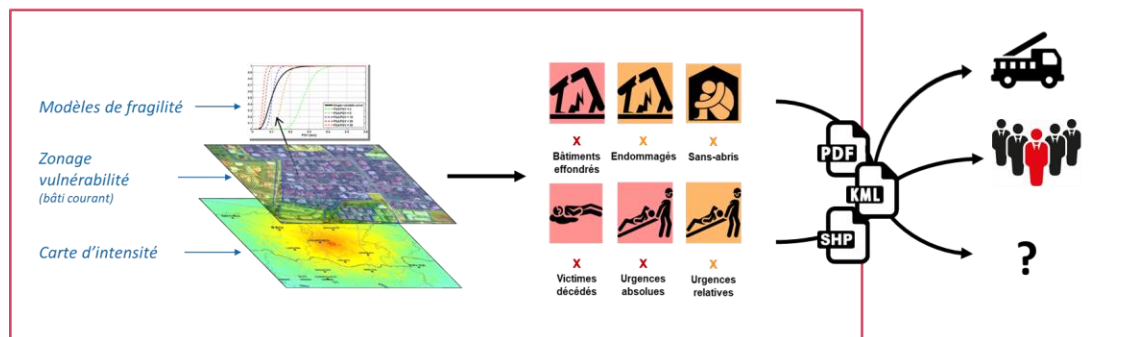 Modèles de fragilité
Zonage
vulnérabilité
(bâti courant)
Carte d'intensité
X
X
X
Bâtiments
effondrés
Endommagés
Sans-abris
X
X
X
Victimes
décédés
Urgences
absolues
Urgences
relatives
PDF
KML
SHP
?